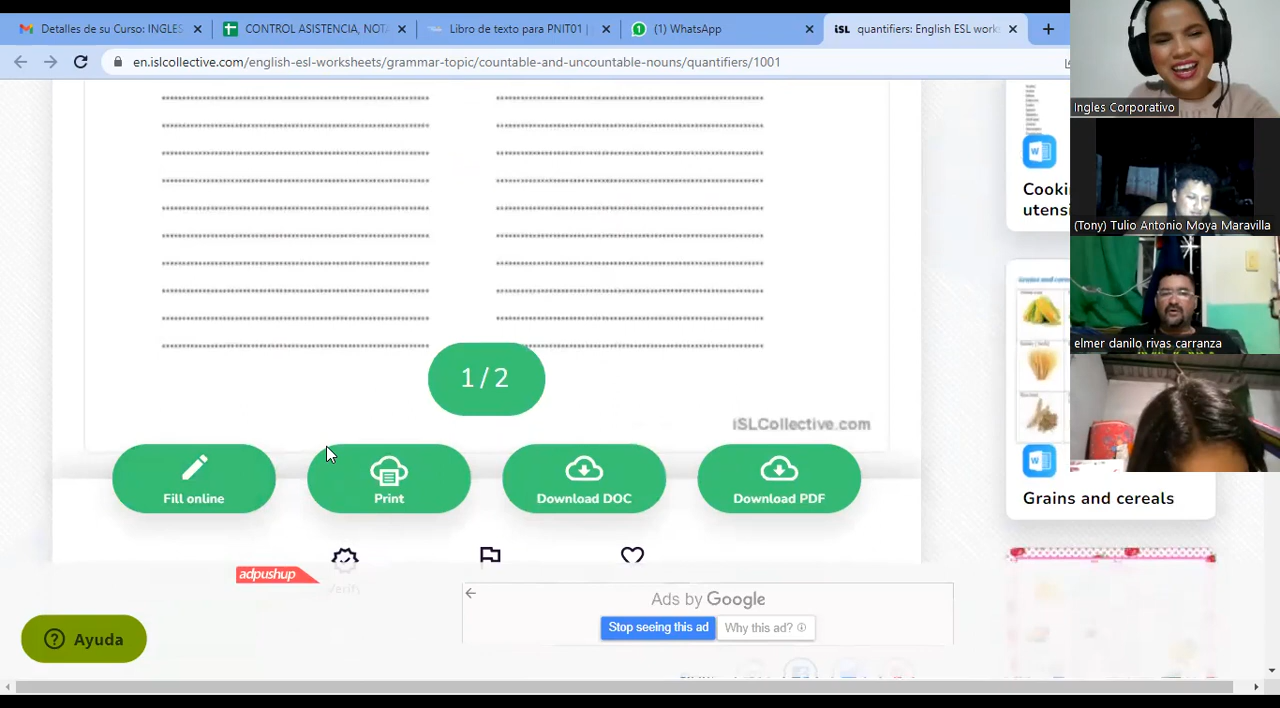 Detalles de su Curso: INGLES
CONTROL ASISTENCIA, NOTA
Libro de texto para PNIT01 |
(1) WhatsApp
iSL quantifiers: English ESL work
en.islcollective.com/english-esl-worksheets/grammar-topic/countable-and-uncountable-nouns/quantifiers/1001
Ingles Corporativo
(Tony) Tulio Antonio Moya Maravilla
elmer danilo rivas carranza
Cooki
utensi
1 / 2
iSLCollective.com
Fill online
Print
Download DOC
Download PDF
Grains and cereals
Verify
adpushup
Ads by Google
Stop seeing this ad
Why this ad?
Ayuda